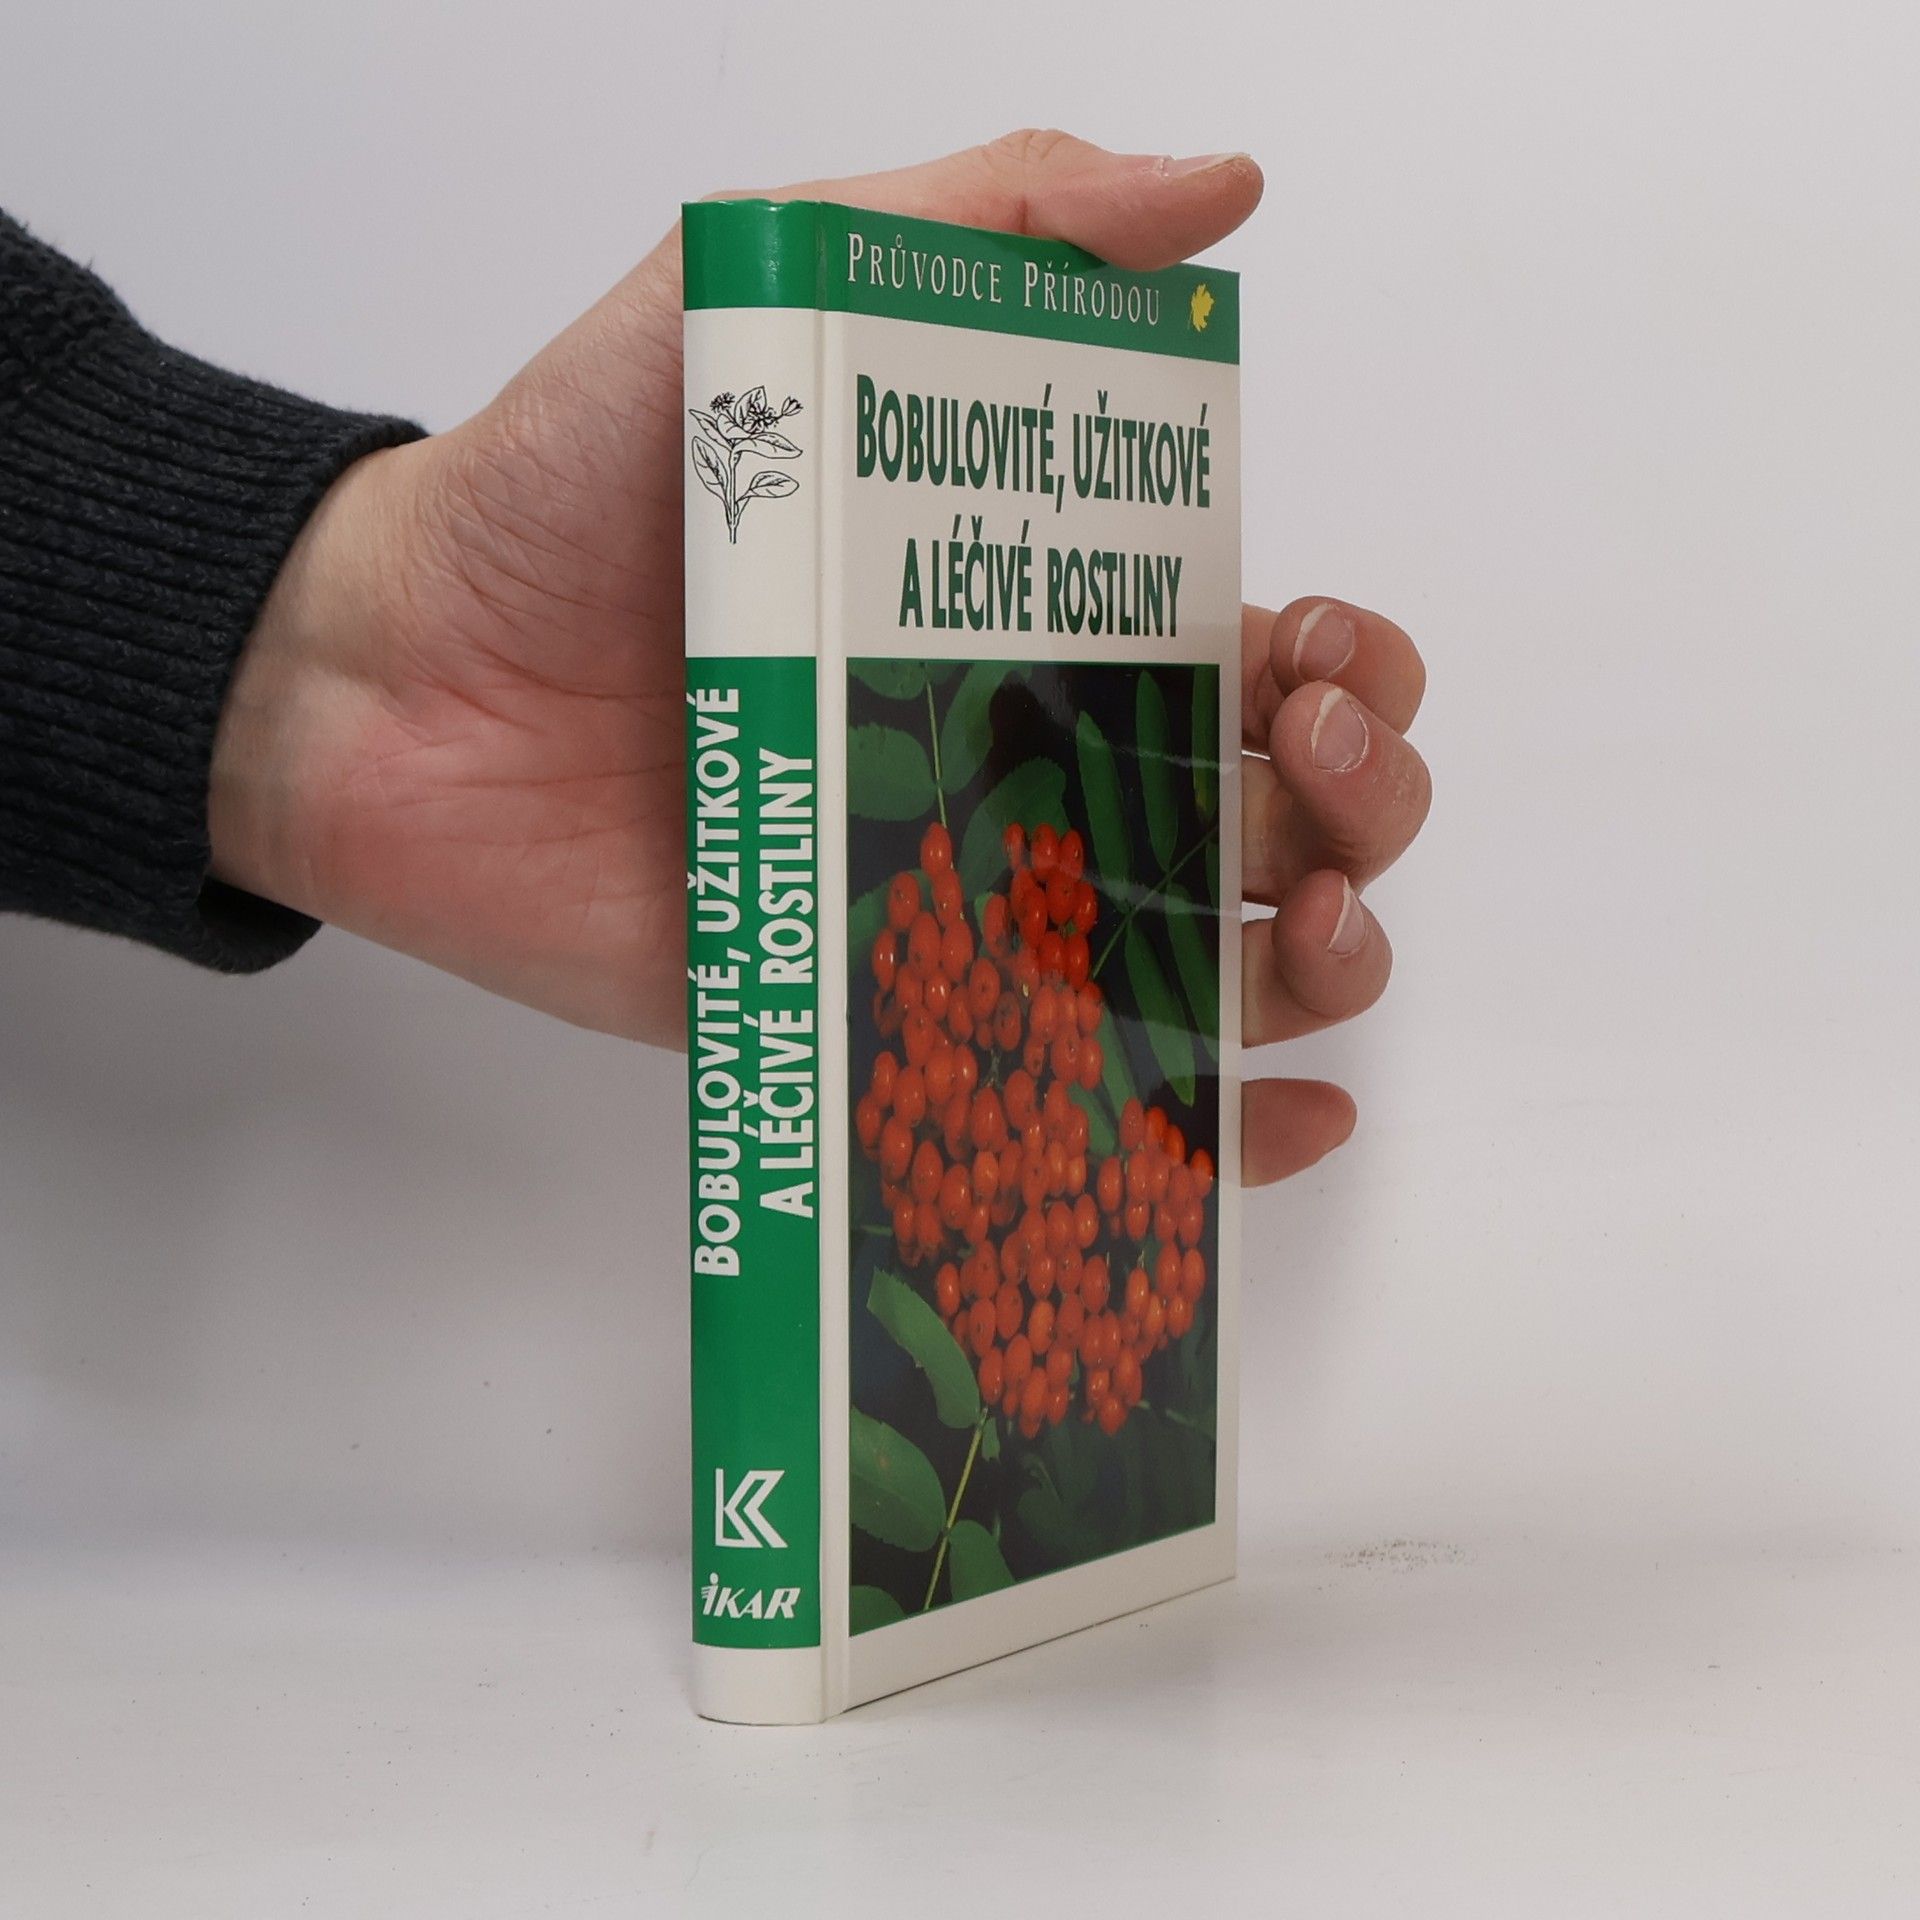 PRŮVODCE PŘÍRODOU
BOBULOVITÉ, UŽITKOVÉ
A LÉČIVÉ ROSTLINY
BOBULOVITÉ, UŽITKOVÉ
A LÉČIVÉ ROSTLINY
K
IKAR